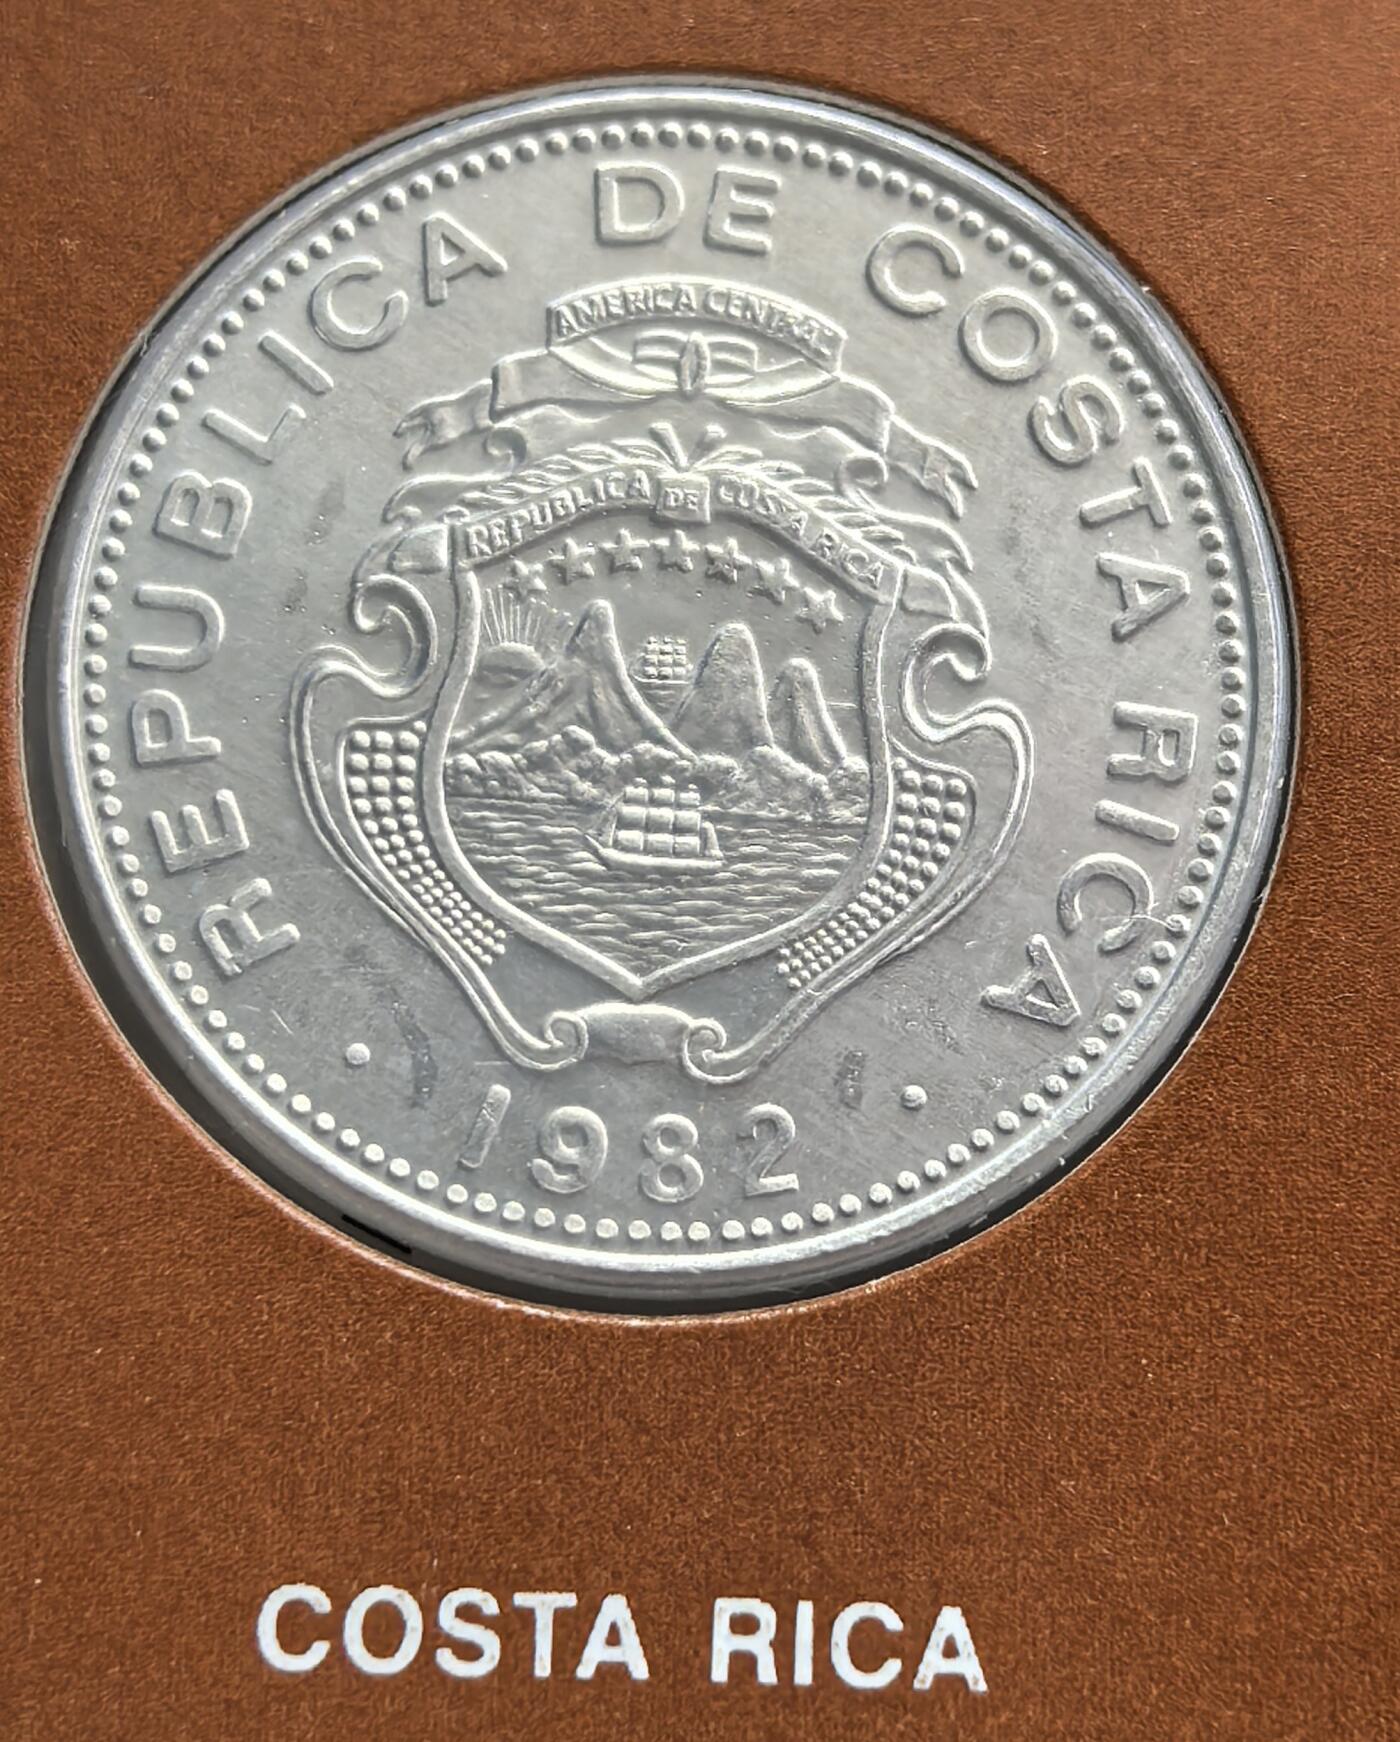 REPUBLICA DE COSTA RICA
AMERICA CENTRAL
REPUBLICA DE COSTA RICA
· 1982 ·
COSTA RICA